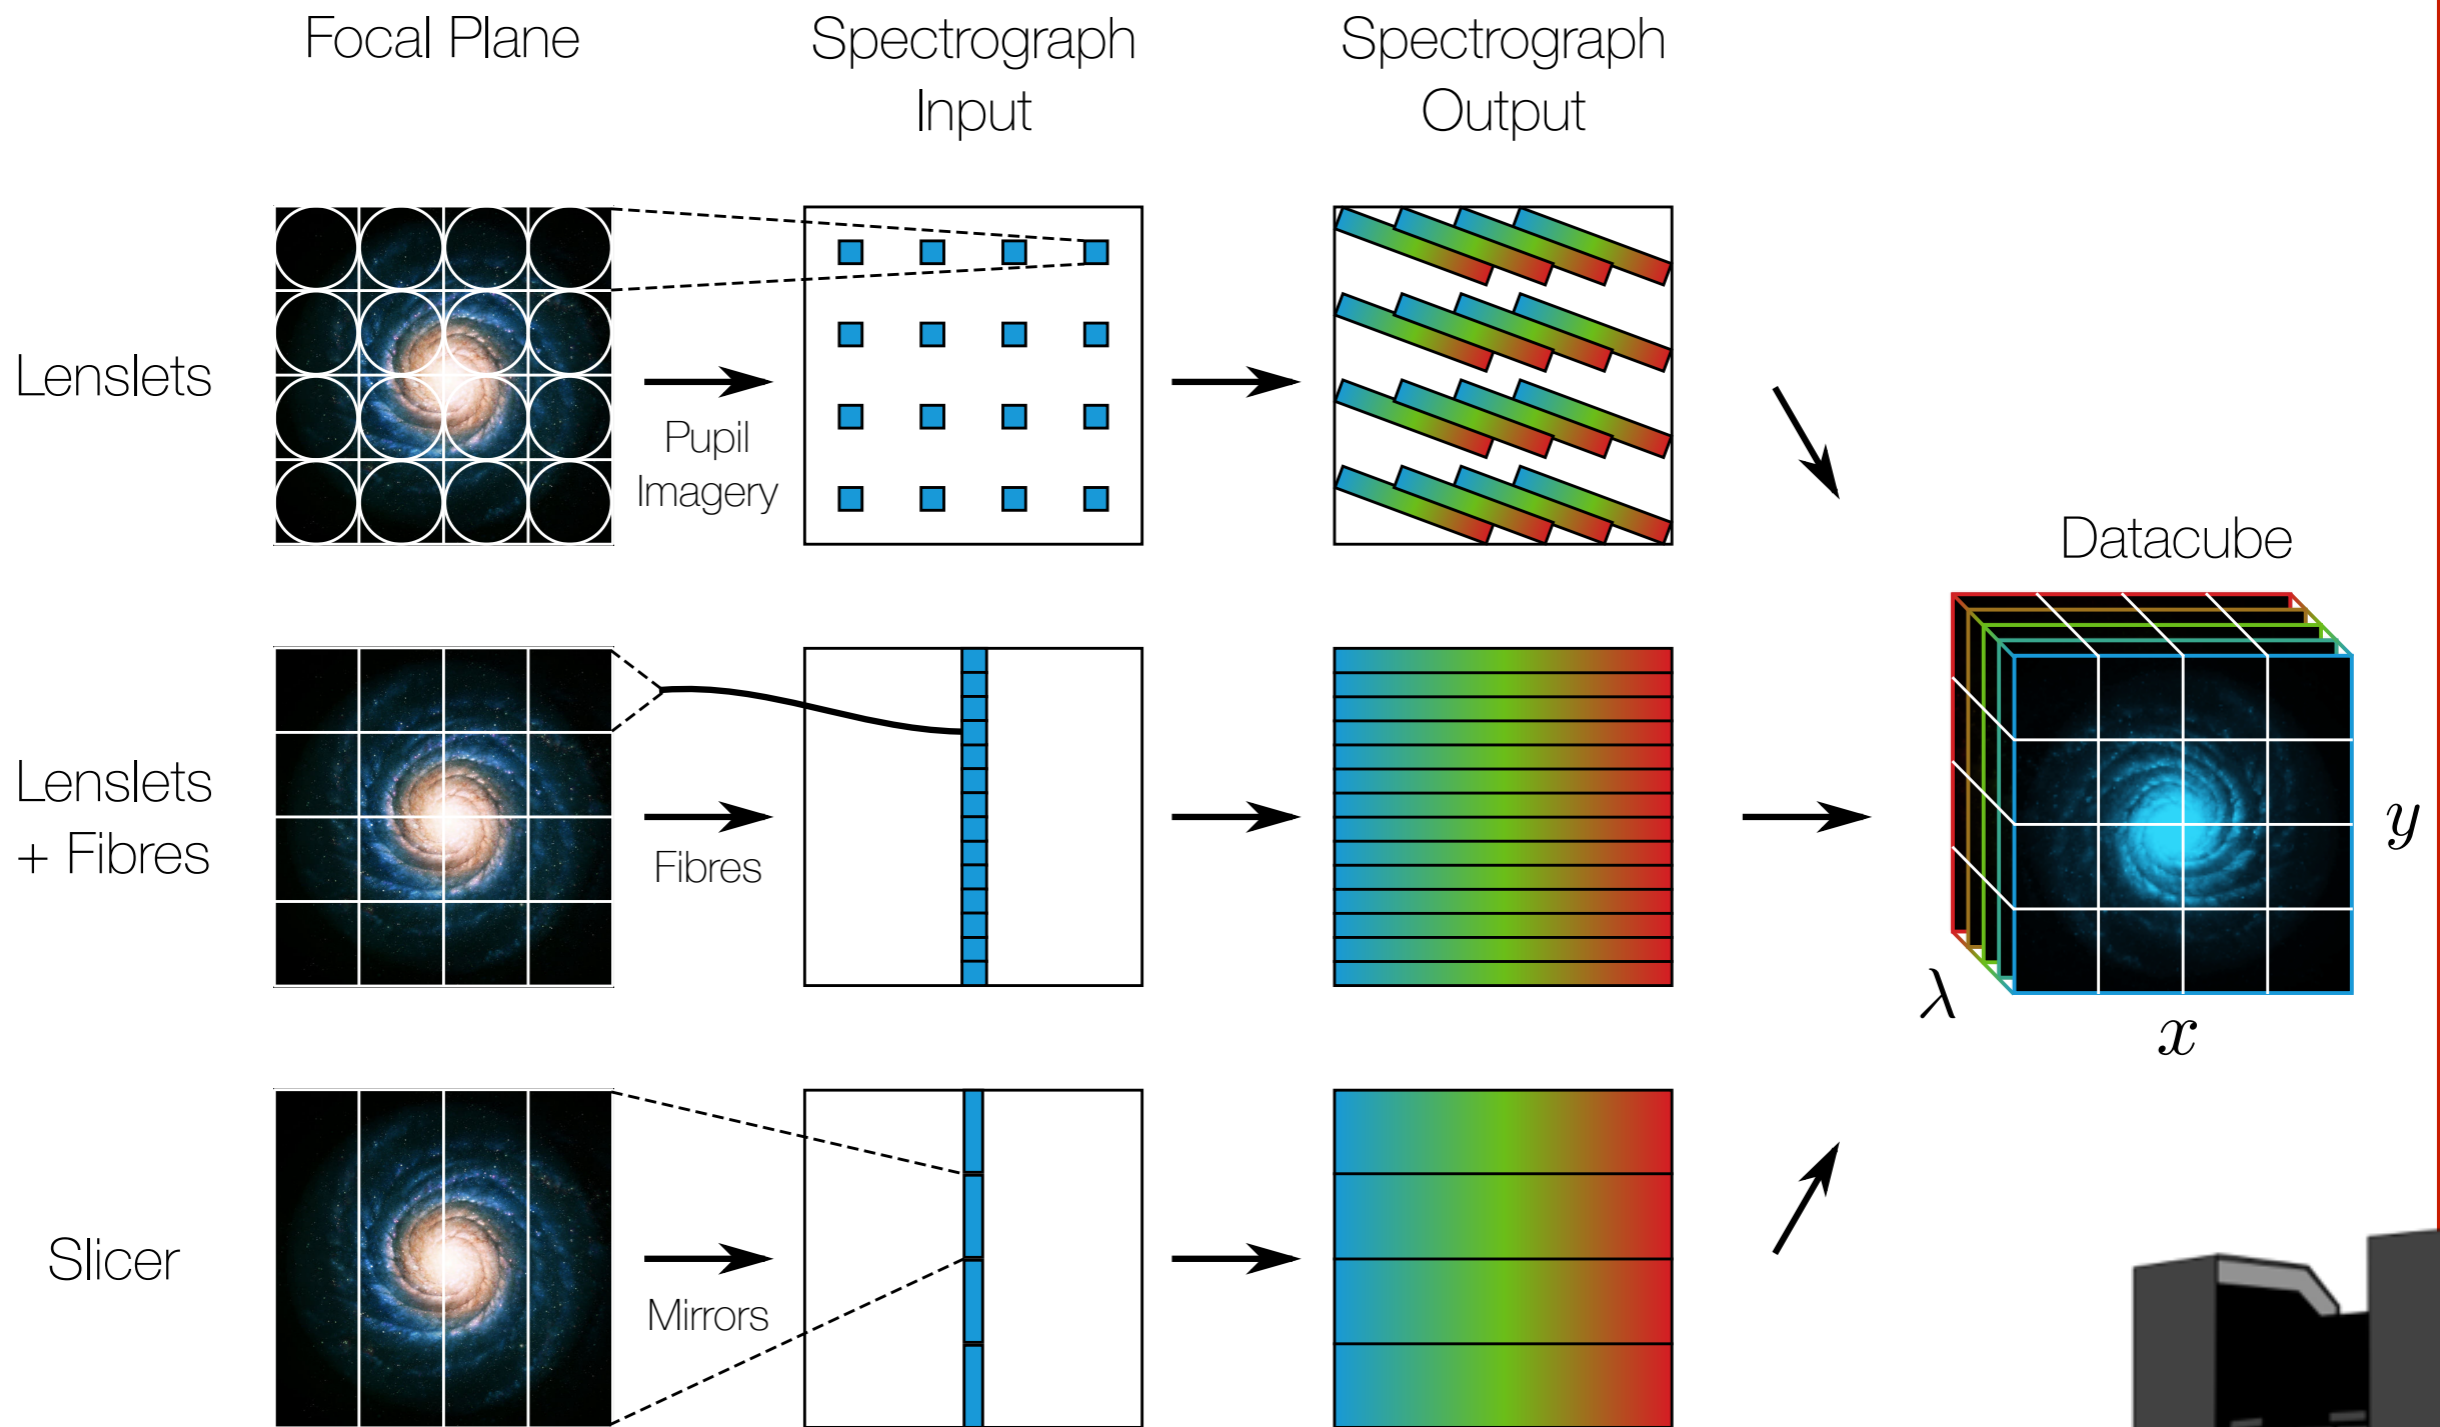 Focal Plane
Spectrograph
Input
Spectrograph
Output
Lenslets
Pupil
Imagery
Datacube
Lenslets
+ Fibres
Fibres
y
λ
x
Slicer
Mirrors